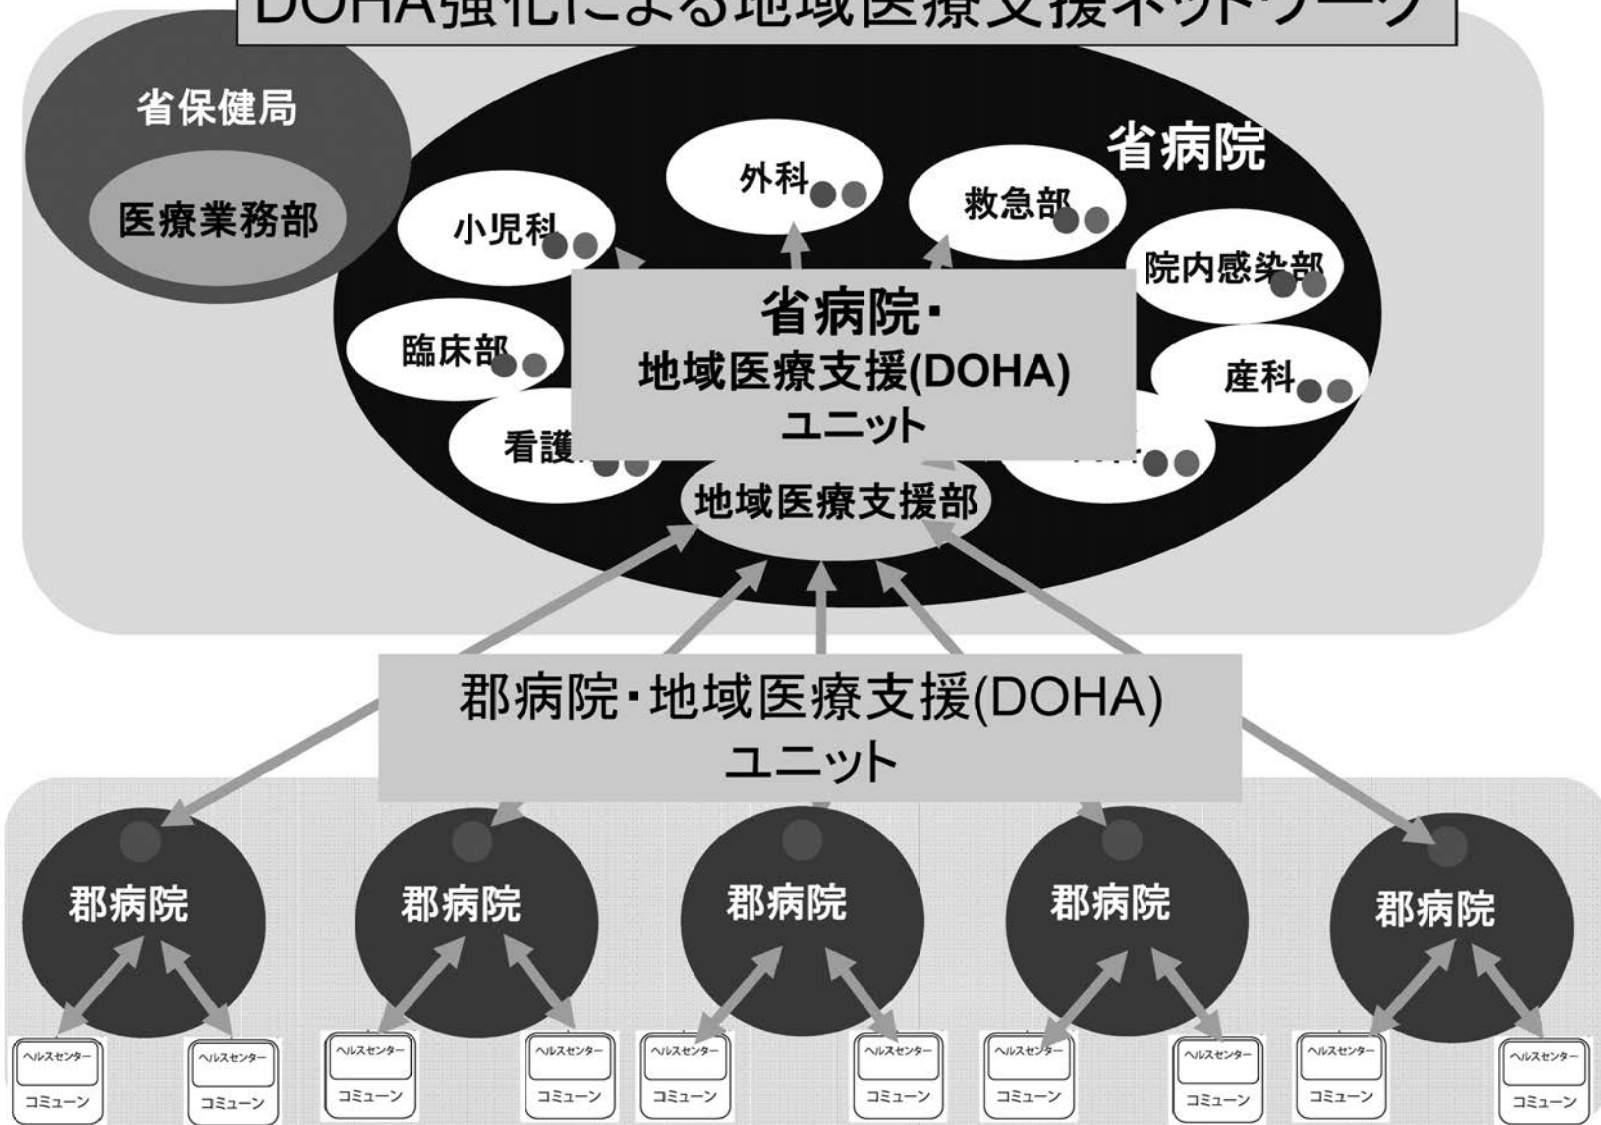 DOHA強化による地域医療支援ネットワーク
省保健局
医療業務部
省病院
外科
救急部
小児科
院内感染部
臨床部
産科
看護
省病院・
地域医療支援(DOHA)
ユニット
地域医療支援部
郡病院・地域医療支援(DOHA)
ユニット
郡病院
郡病院
郡病院
郡病院
郡病院
ヘルスセンター
コミューン
ヘルスセンター
コミューン
ヘルスセンター
コミューン
ヘルスセンター
コミューン
ヘルスセンター
コミューン
ヘルスセンター
コミューン
ヘルスセンター
コミューン
ヘルスセンター
コミューン
ヘルスセンター
コミューン
ヘルスセンター
コミューン